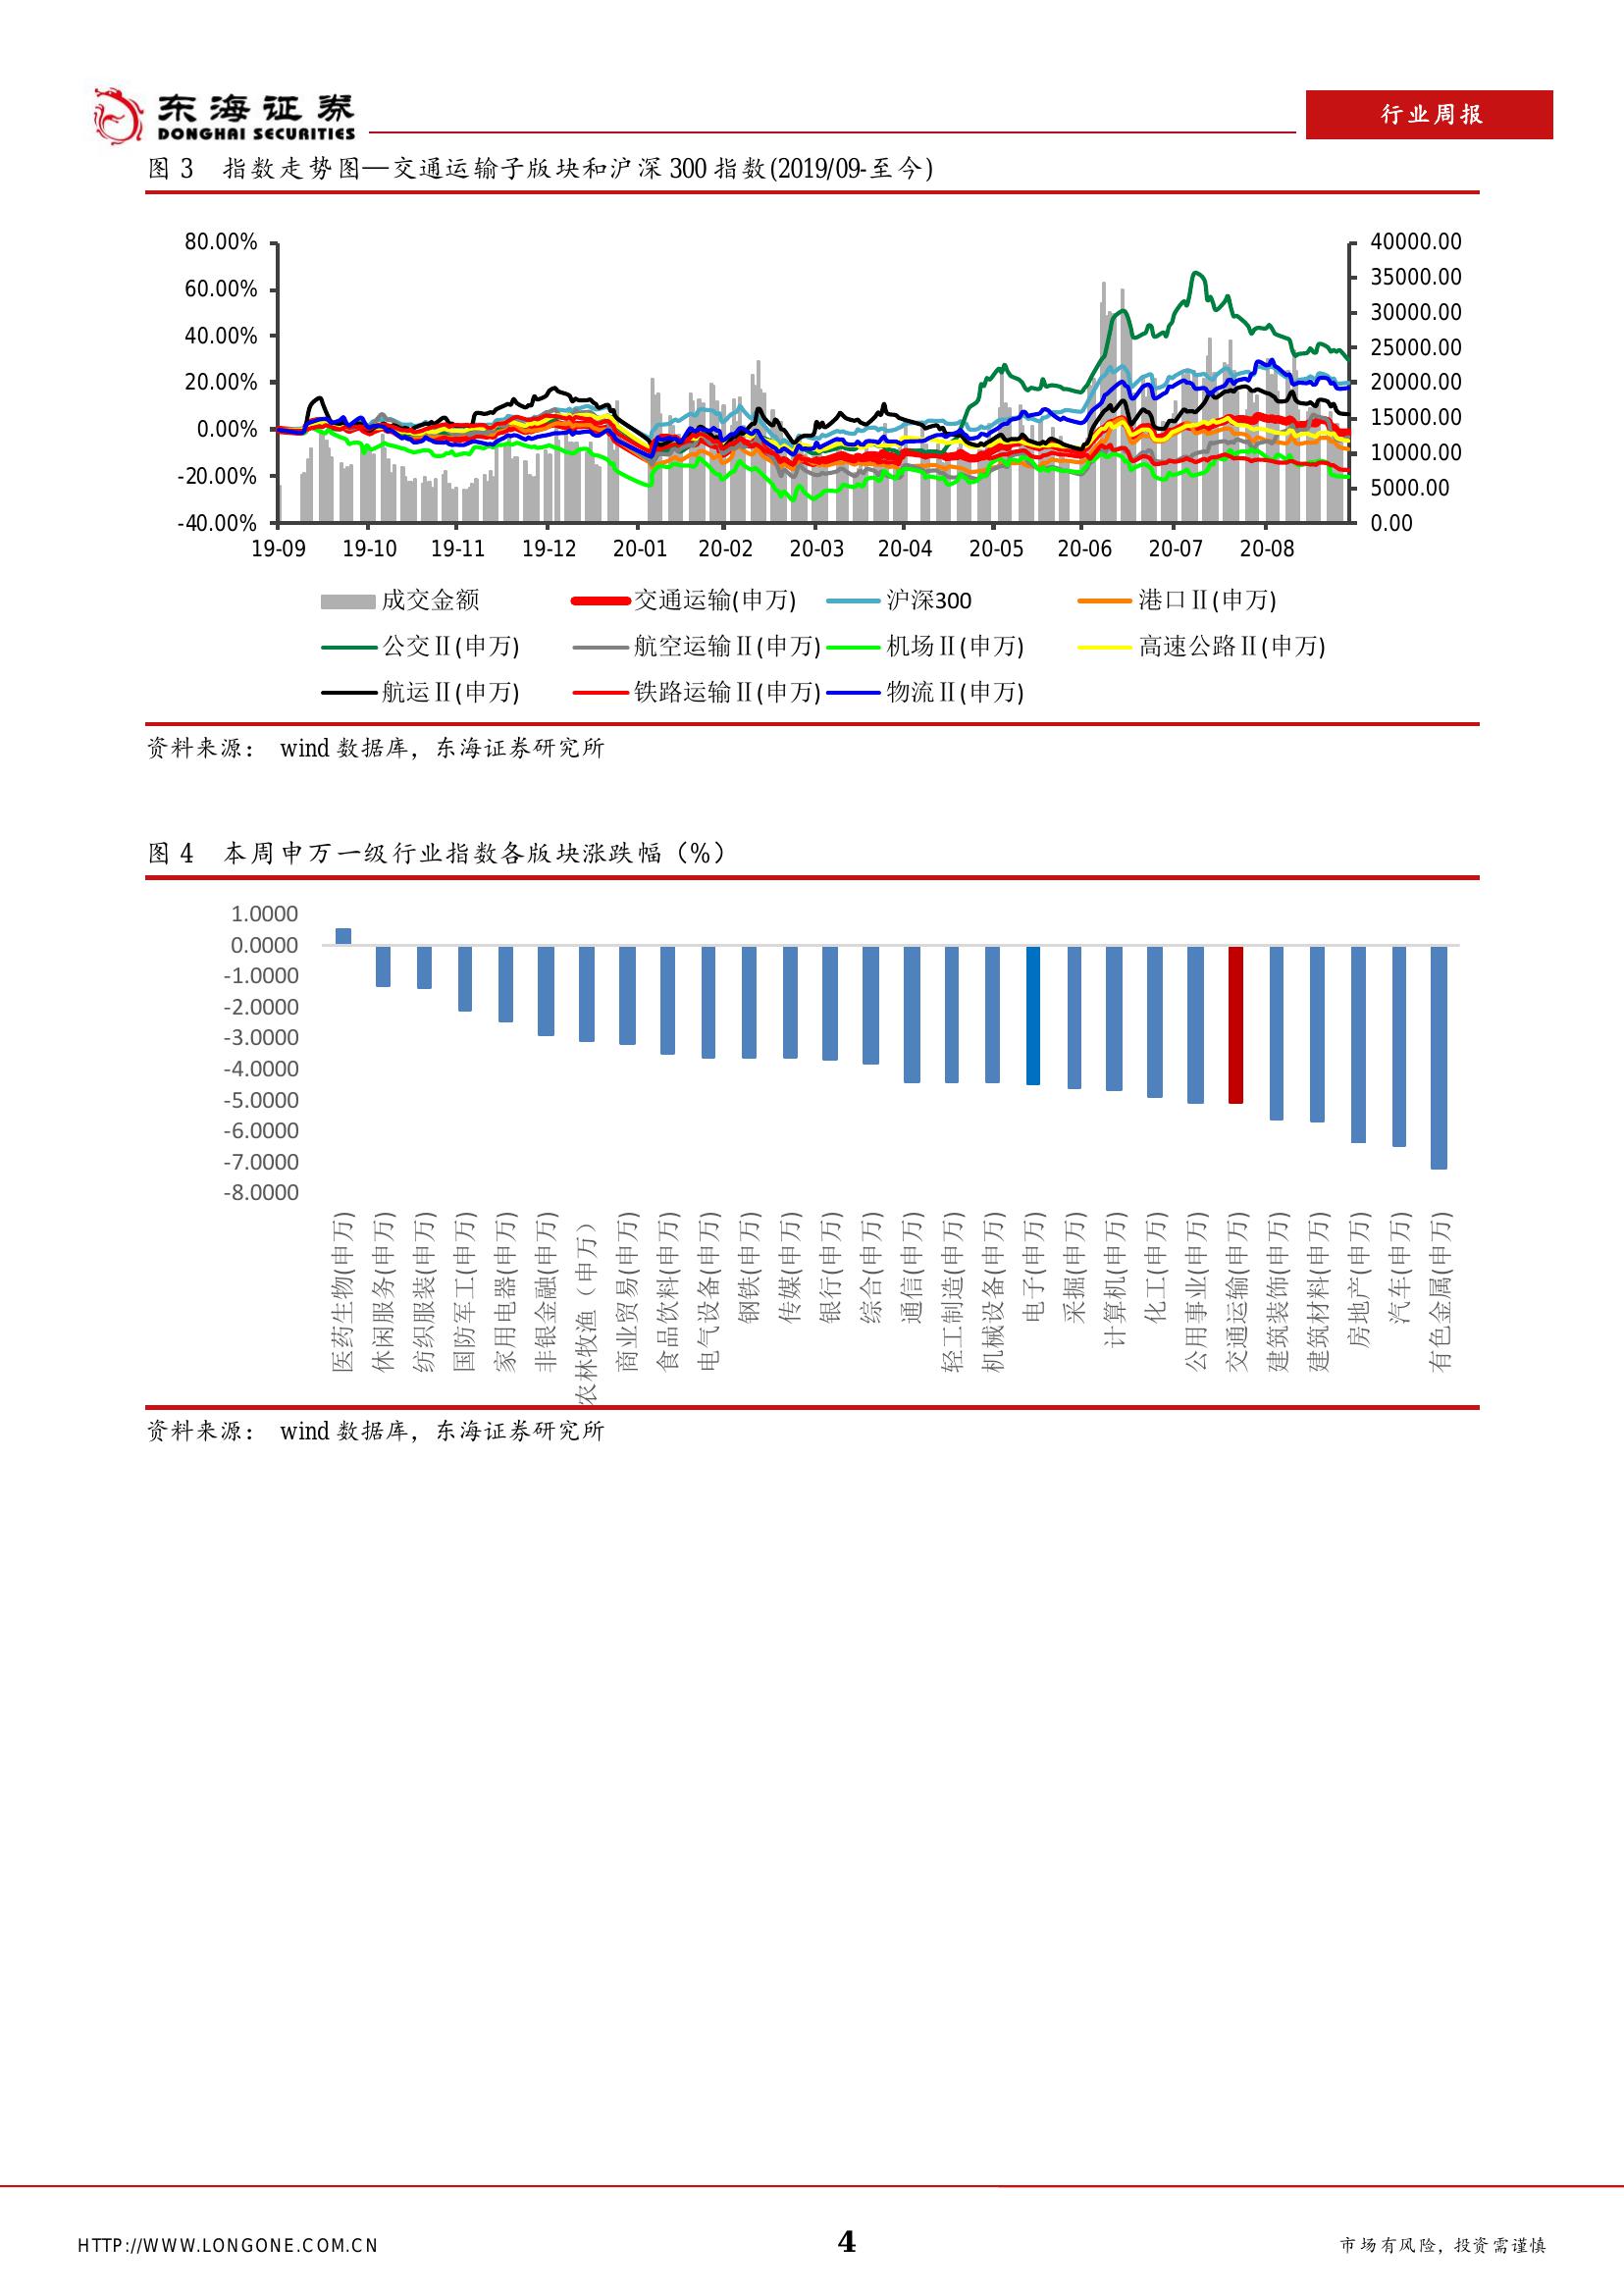 东海证券
DONGHAI SECURITIES
行业周报
图 3 指数走势图—交通运输子版块和沪深 300 指数(2019/09-至今)
80.00%
60.00%
40.00%
20.00%
0.00%
-20.00%
-40.00%
40000.00
35000.00
30000.00
25000.00
20000.00
15000.00
10000.00
5000.00
0.00
19-09 19-10 19-11 19-12 20-01 20-02 20-03 20-04 20-05 20-06 20-07 20-08
成交金额 交通运输(申万) 沪深300 港口Ⅱ(申万)
公交Ⅱ(申万) 航空运输Ⅱ(申万) 机场Ⅱ(申万) 高速公路Ⅱ(申万)
航运Ⅱ(申万) 铁路运输Ⅱ(申万) 物流Ⅱ(申万)
资料来源： wind 数据库，东海证券研究所
图 4 本周申万一级行业指数各版块涨跌幅（%）
1.0000
0.0000
-1.0000
-2.0000
-3.0000
-4.0000
-5.0000
-6.0000
-7.0000
-8.0000
医药生物(申万)
休闲服务(申万)
纺织服装(申万)
国防军工(申万)
家用电器(申万)
非银金融(申万)
农林牧渔（申万）
商业贸易(申万)
食品饮料(申万)
电气设备(申万)
钢铁(申万)
传媒(申万)
银行(申万)
综合(申万)
通信(申万)
轻工制造(申万)
机械设备(申万)
电子(申万)
采掘(申万)
计算机(申万)
化工(申万)
公用事业(申万)
交通运输(申万)
建筑装饰(申万)
建筑材料(申万)
房地产(申万)
汽车(申万)
有色金属(申万)
资料来源： wind 数据库，东海证券研究所
HTTP://WWW.LONGONE.COM.CN
4
市场有风险，投资需谨慎